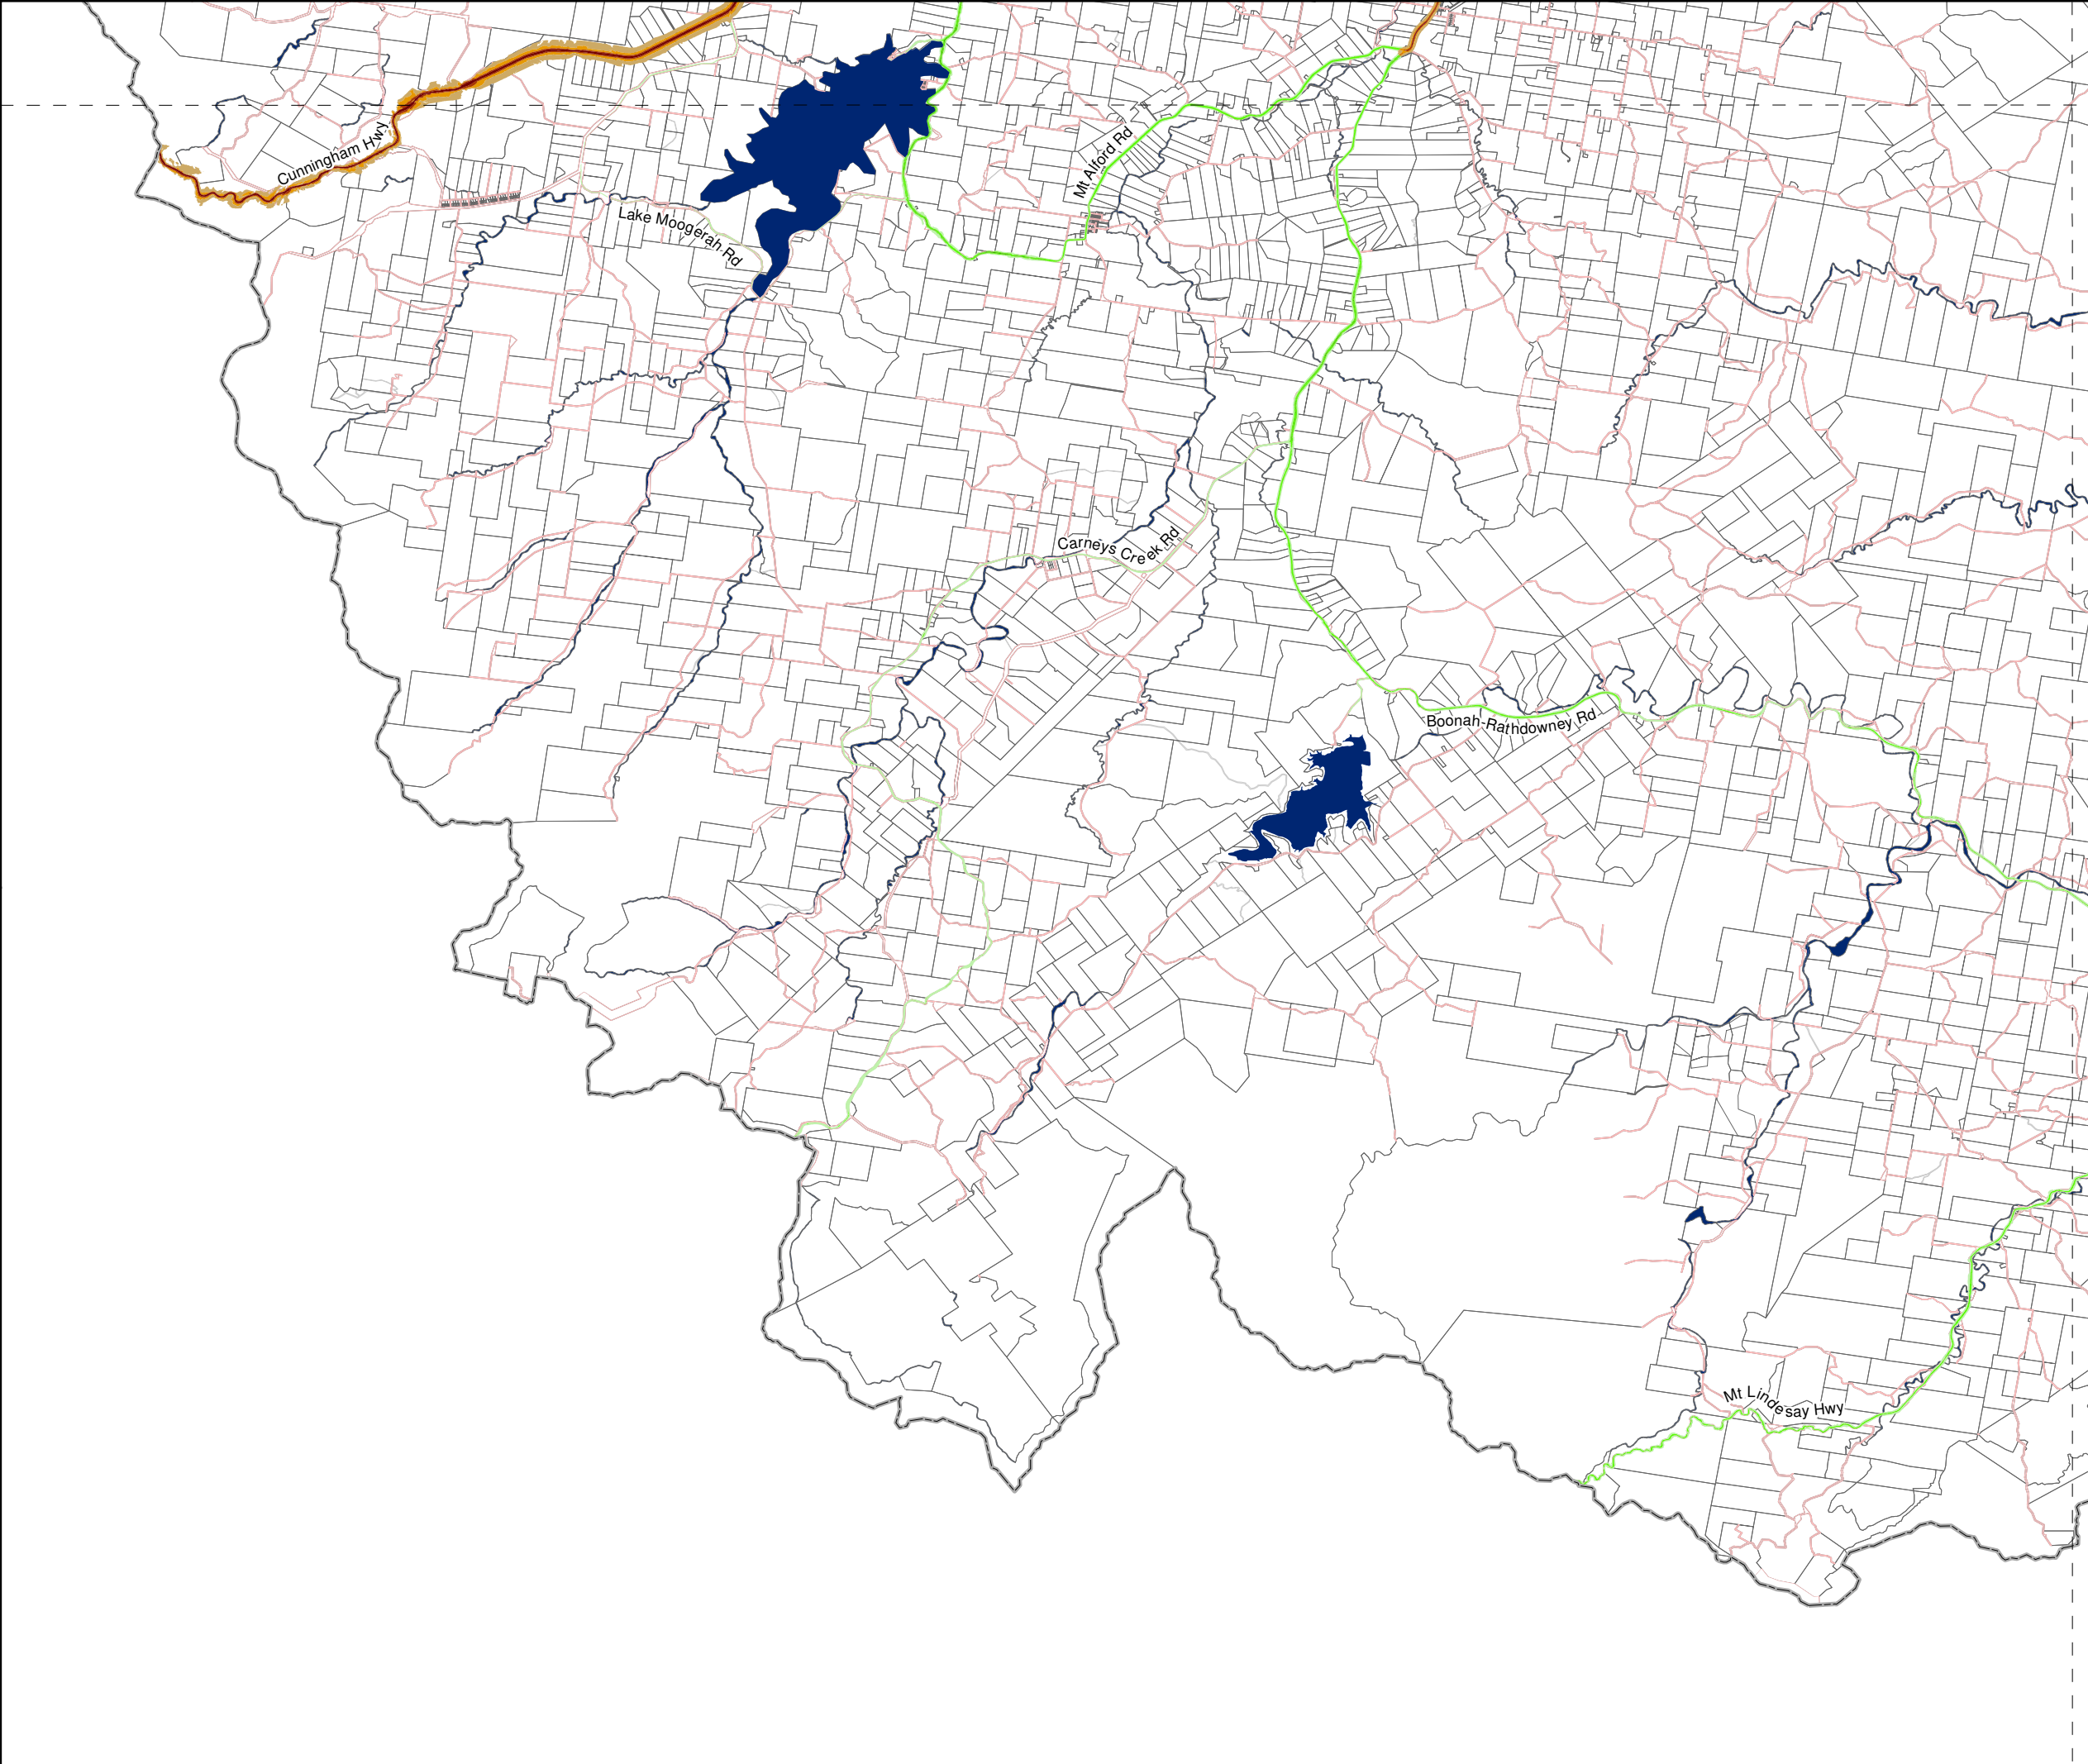 Cunningham Hwy
Mt Alford Rd
Lake Moogerah Rd
Carneys Creek Rd
Boonah-Rathdowney Rd
Mt Lindesay Hwy